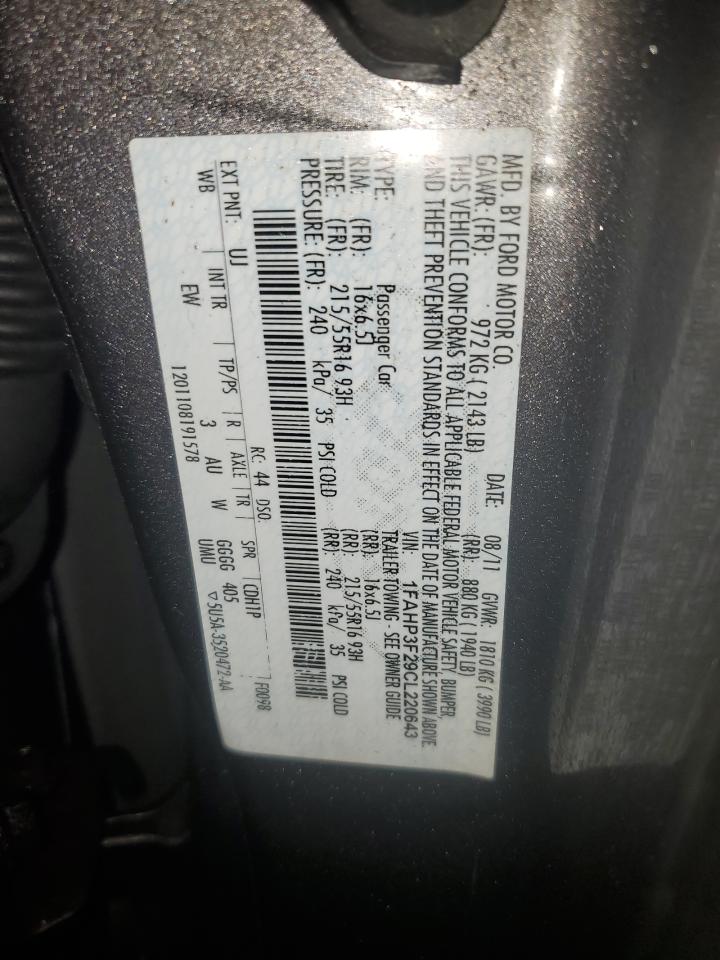 MFD. BY FORD MOTOR CO.
DATE: 08/11 GVWR: 1810 KG ( 3990 LB)
GAWR: (FR): 972 KG ( 2143 LB) (RR): 880 KG ( 1940 LB)
THIS VEHICLE CONFORMS TO ALL APPLICABLE FEDERAL MOTOR VEHICLE SAFETY, BUMPER,
AND THEFT PREVENTION STANDARDS IN EFFECT ON THE DATE OF MANUFACTURE SHOWN ABOVE.
VIN: 1FAHP3F29CL220643
TYPE: Passenger Car TRAILER TOWING - SEE OWNER GUIDE
RIM: (FR): 16x6.5J (RR): 16x6.5J
TIRE: (FR): 215/55R16 93H (RR): 215/55R16 93H
PRESSURE: (FR): 240 kPa/ 35 PSI COLD (RR): 240 kPa/ 35 PSI COLD
F0098
EXT PNT: UJ RC: 44 DSO:
WB INT TR TP/PS R AXLE TR SPR CDH1P
EW 3 AU W GGGG 405
UMU
1201108191578 ▽5U5A-3520472-AA